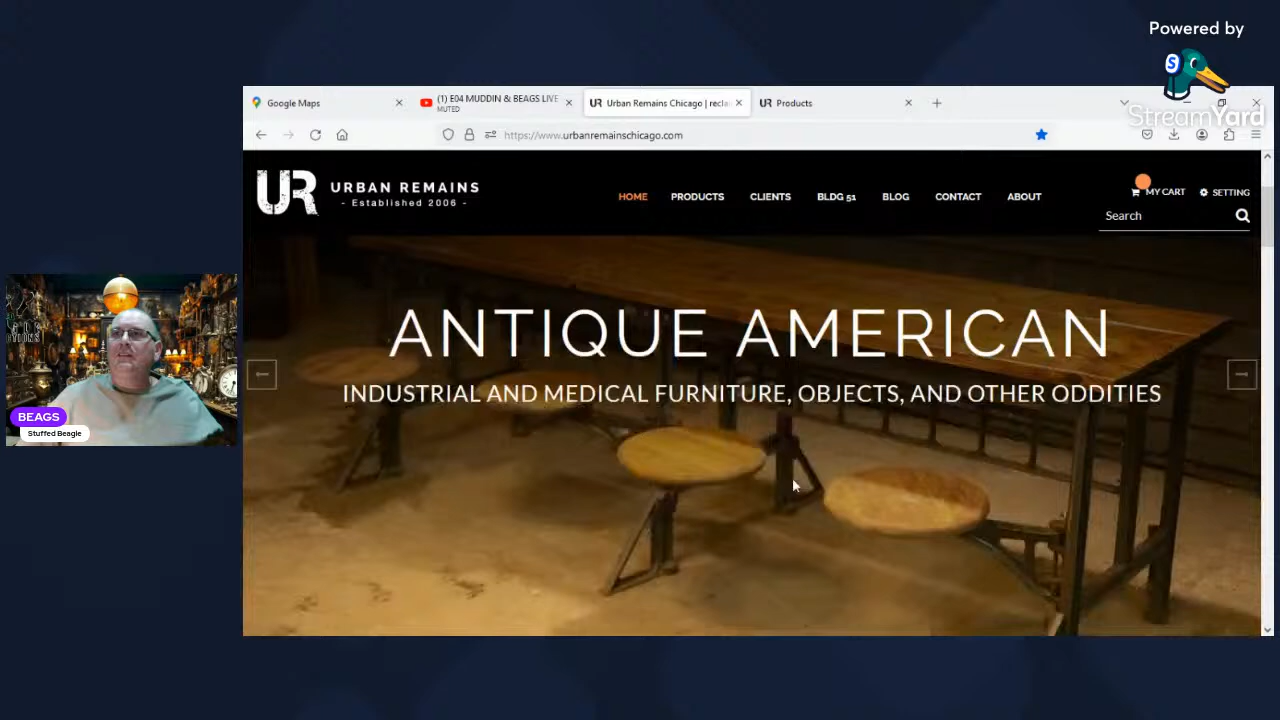 Powered by
S
StreamYard
Google Maps
(1) E04 MUDDIN & BEAGS LIVE
MUTED
UR Urban Remains Chicago | recla
UR Products
https://www.urbanremainschicago.com
UR URBAN REMAINS
- Established 2006 -
HOME PRODUCTS CLIENTS BLDG 51 BLOG CONTACT ABOUT
MY CART SETTING
Search
ANTIQUE AMERICAN
INDUSTRIAL AND MEDICAL FURNITURE, OBJECTS, AND OTHER ODDITIES
BEAGS
Stuffed Beagle